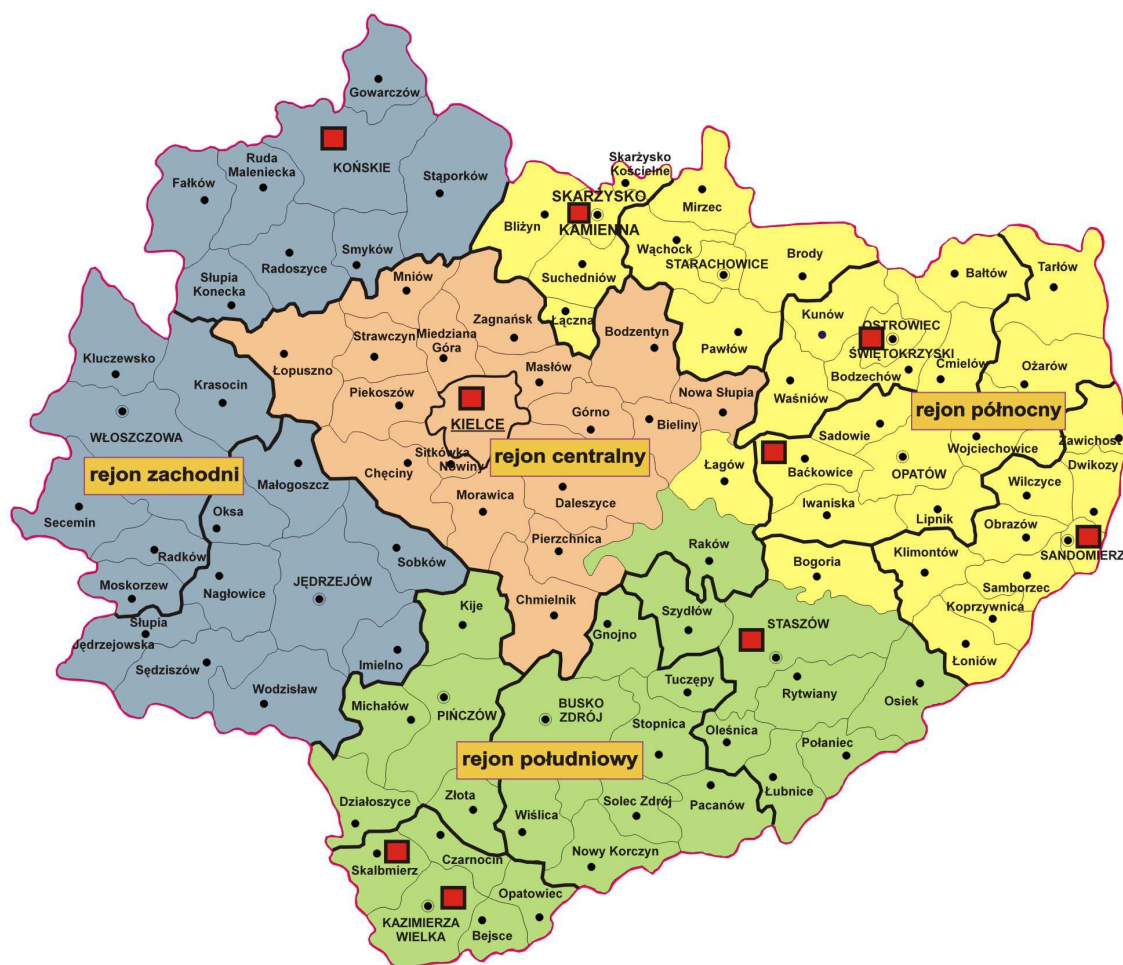 Gowarczów
KOŃSKIE
Ruda
Maleniecka
Fałków
Stąporków
Radoszyce
Smyków
Słupia
Konecka
Skarżysko
Kościelne
SKARŻYSKO
KAMIENNA
Bliżyn
Suchedniów
Łączna
Mirzec
Wąchock
STARACHOWICE
Brody
Pawłów
Bałtów
Tarłów
Kunów
OSTROWIEC
ŚWIĘTOKRZYSKI
Bodzechów
Ćmielów
Waśniów
Ożarów
rejon północny
Mniów
Zagnańsk
Strawczyn
Miedziana
Góra
Bodzentyn
Łopuszno
Masłów
Piekoszów
KIELCE
Górno
Nowa Słupia
Bieliny
Sitkówka
Nowiny
rejon centralny
Chęciny
Morawica
Daleszyce
Pierzchnica
Chmielnik
Kluczewsko
Krasocin
WŁOSZCZOWA
rejon zachodni
Małogoszcz
Oksa
Secemin
Radków
Moskorzew
Nagłowice
JĘDRZEJÓW
Sobków
Słupia
Jędrzejowska
Sędziszów
Imielno
Wodzisław
Sadowie
Wojciechowice
Zawichost
Dwikozy
Łagów
Baćkowice
OPATÓW
Wilczyce
Iwaniska
Lipnik
Obrazów
SANDOMIERZ
Raków
Bogoria
Klimontów
Samborzec
Koprzywnica
Łoniów
Kije
Gnojno
Szydłów
STASZÓW
Tuczępy
Rytwiany
Osiek
Michałów
PIŃCZÓW
BUSKO
ZDRÓJ
Stopnica
Oleśnica
Połaniec
rejon południowy
Łubnice
Działoszyce
Złota
Wiślica
Solec Zdrój
Pacanów
Skalbmierz
Czarnocin
Nowy Korczyn
KAZIMIERZA
WIELKA
Opatowiec
Bejsce